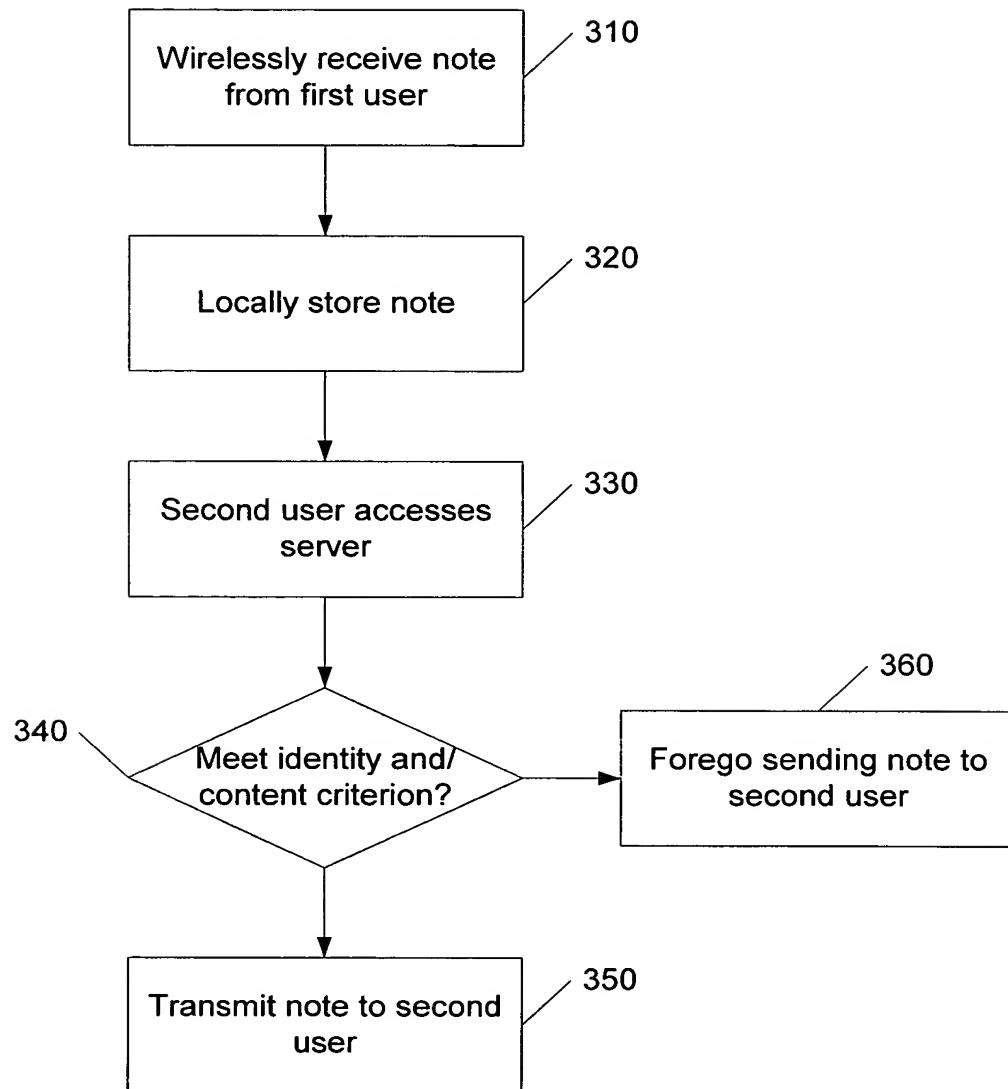 310
Wirelessly receive note
from first user
320
Locally store note
330
Second user accesses
server
360
340
Meet identity and/
content criterion?
Forego sending note to
second user
350
Transmit note to second
user